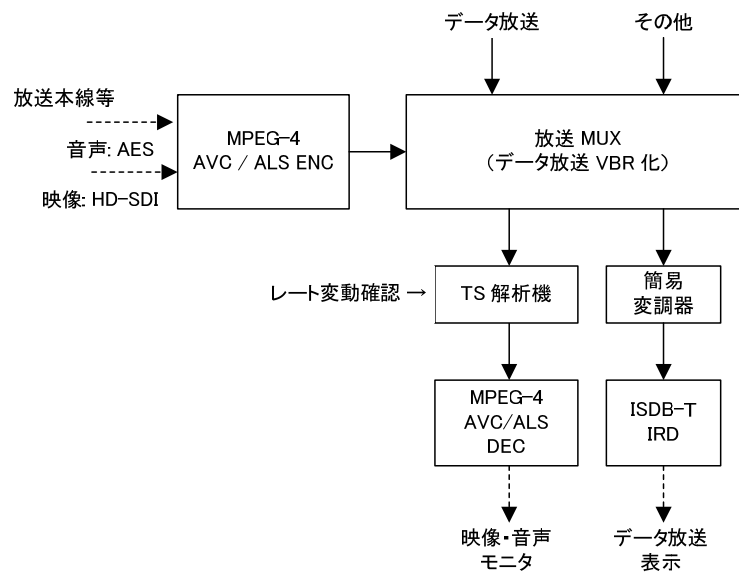 データ放送
その他
放送本線等
音声: AES
映像: HD-SDI
MPEG-4
AVC / ALS ENC
放送 MUX
(データ放送 VBR 化)
レート変動確認 →
TS 解析機
簡易
変調器
MPEG-4
AVC/ALS
DEC
ISDB-T
IRD
映像・音声
モニタ
データ放送
表示